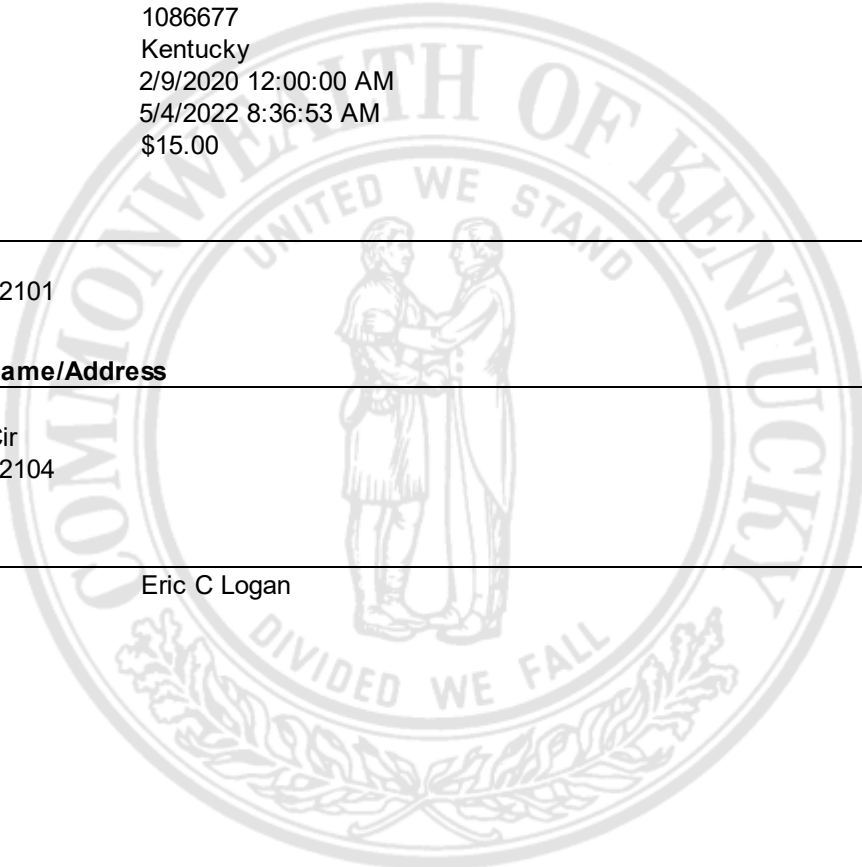 1086677
Kentucky
2/9/2020 12:00:00 AM
5/4/2022 8:36:53 AM
$15.00
COMMONWEALTH OF KENTUCKY
UNITED WE STAND
2101
ame/Address
Cir
2104
Eric C Logan
DIVIDED WE FALL